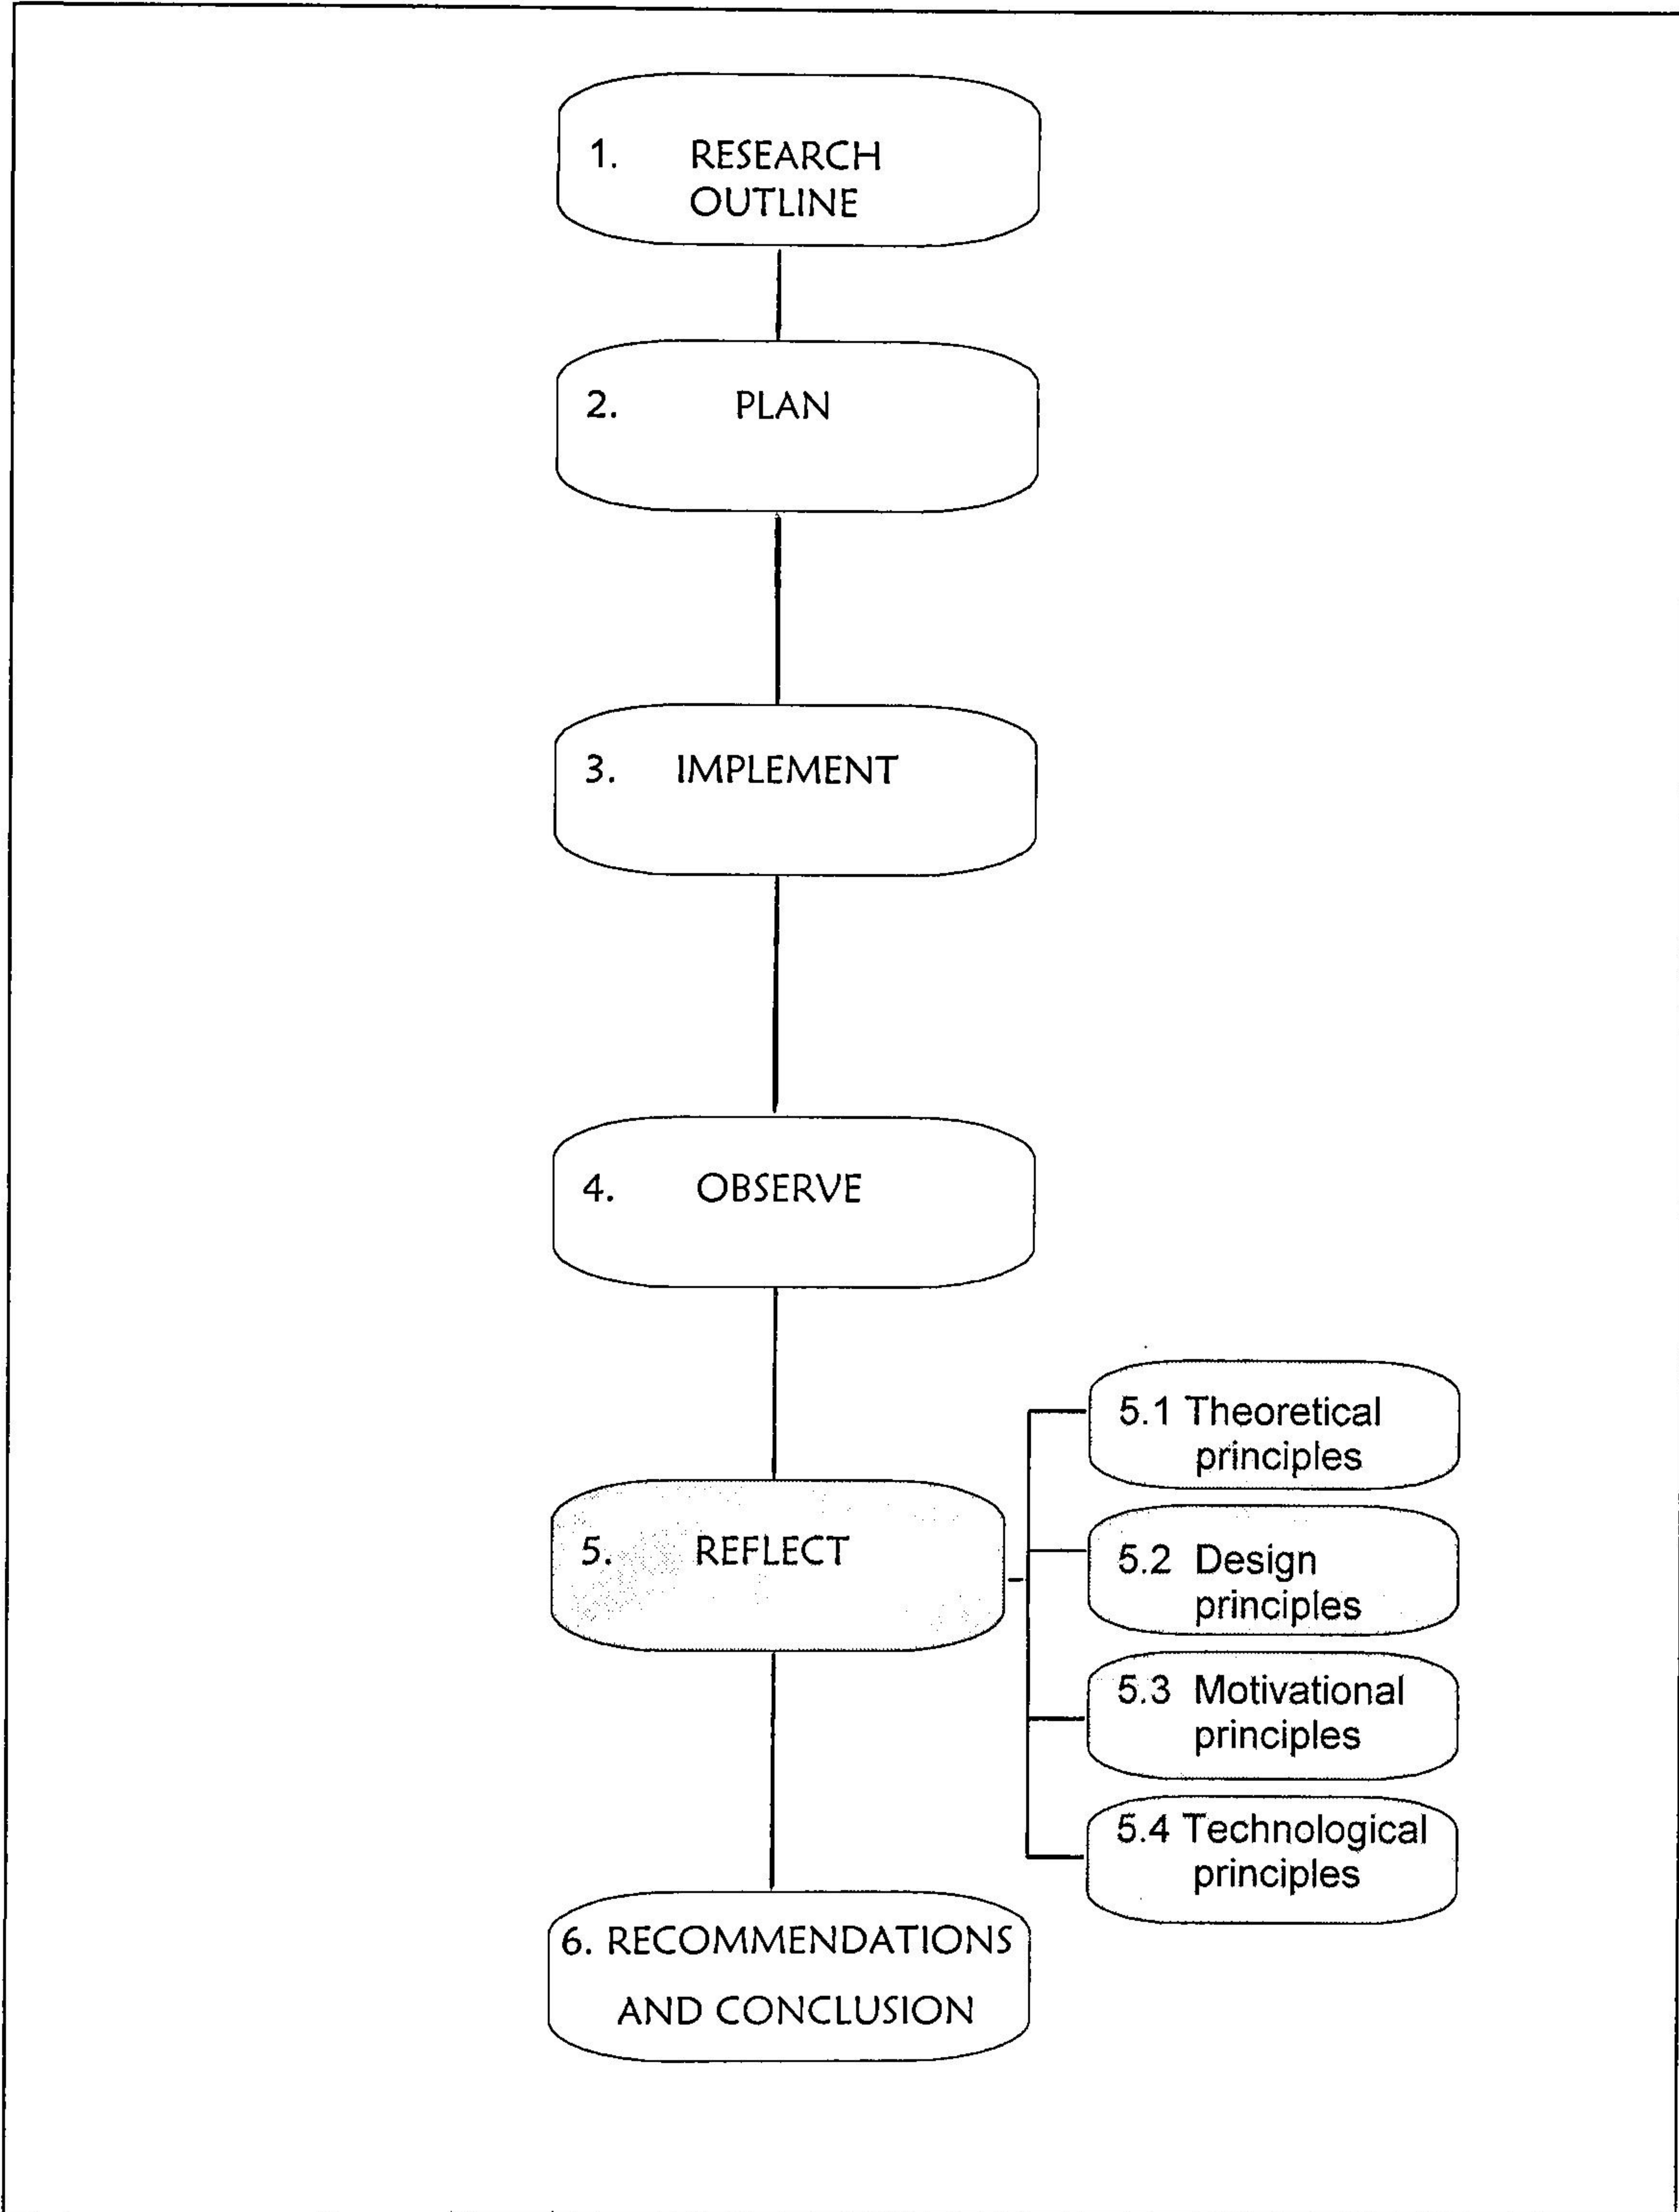 1. RESEARCH
OUTLINE
2. PLAN
3. IMPLEMENT
4. OBSERVE
5. REFLECT
5.1 Theoretical
principles
5.2 Design
principles
5.3 Motivational
principles
5.4 Technological
principles
6. RECOMMENDATIONS
AND CONCLUSION